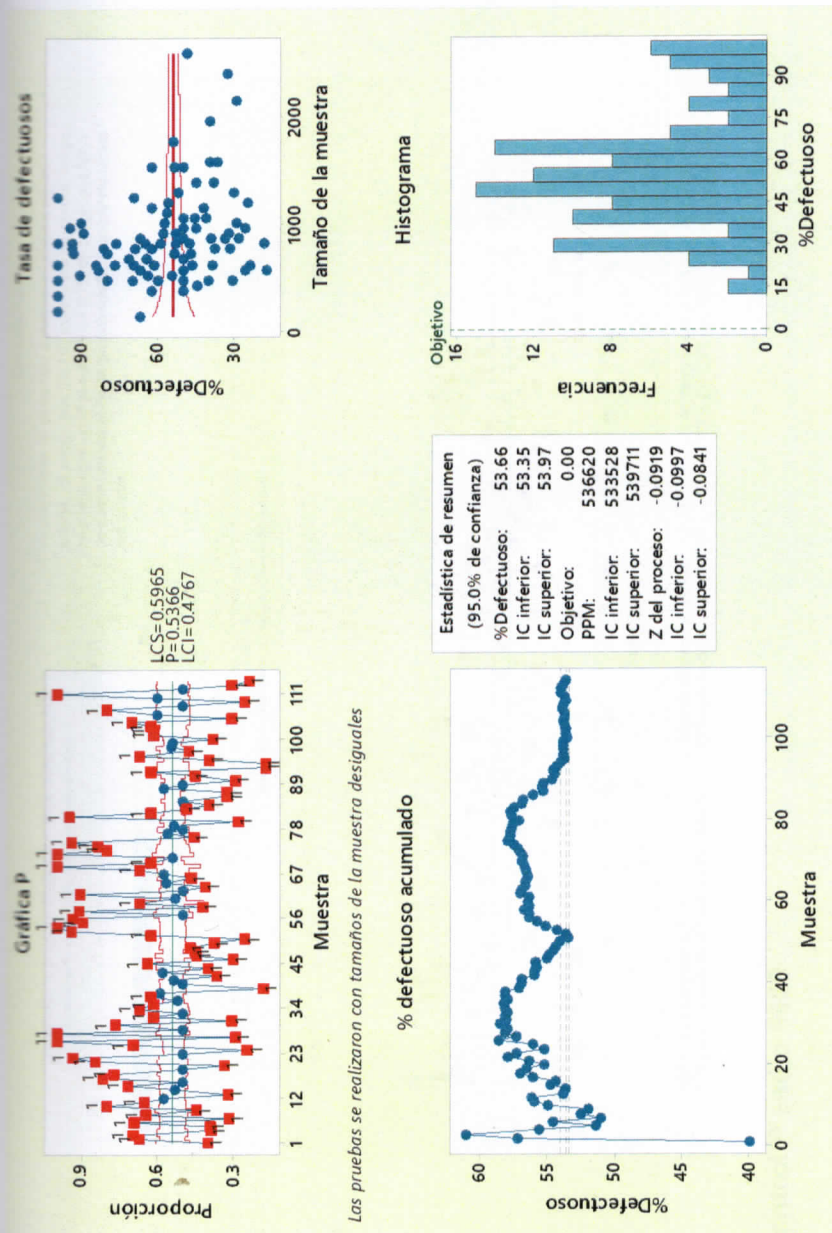 Gráfica P
Proporción
0.9
0.6
0.3
LCS=0.5965
P=0.5366
LCI=0.4767
1 12 23 34 45 56 67 78 89 100 111
Muestra
Las pruebas se realizaron con tamaños de la muestra desiguales
Tasa de defectuosos
%Defectuoso
90
60
30
0 1000 2000
Tamaño de la muestra
% defectuoso acumulado
%Defectuoso
60
55
50
45
40
0 20 40 60 80 100
Muestra
Estadística de resumen
(95.0% de confianza)
%Defectuoso: 53.66
IC inferior: 53.35
IC superior: 53.97
Objetivo: 0.00
PPM: 536620
IC inferior: 533528
IC superior: 539711
Z del proceso: -0.0919
IC inferior: -0.0997
IC superior: -0.0841
Histograma
Objetivo
Frecuencia
16
12
8
4
0
0 15 30 45 60 75 90
%Defectuoso